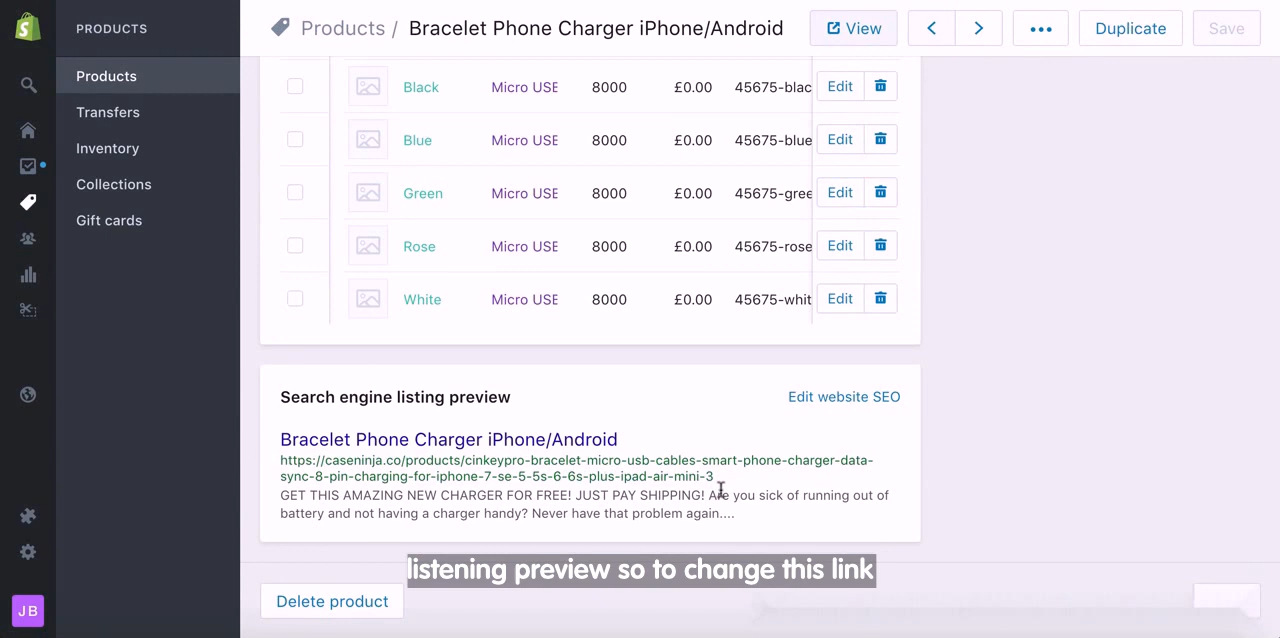 PRODUCTS
Products
Transfers
Inventory
Collections
Gift cards
JB
Products / Bracelet Phone Charger iPhone/Android
View
Duplicate
Save
Black Micro USE 8000 £0.00 45675-blac Edit
Blue Micro USE 8000 £0.00 45675-blue Edit
Green Micro USE 8000 £0.00 45675-gree Edit
Rose Micro USE 8000 £0.00 45675-rose Edit
White Micro USE 8000 £0.00 45675-whit Edit
Search engine listing preview
Edit website SEO
Bracelet Phone Charger iPhone/Android
https://caseninja.co/products/cinkeypro-bracelet-micro-usb-cables-smart-phone-charger-data-
sync-8-pin-charging-for-iphone-7-se-5-5s-6-6s-plus-ipad-air-mini-3
GET THIS AMAZING NEW CHARGER FOR FREE! JUST PAY SHIPPING! Are you sick of running out of
battery and not having a charger handy? Never have that problem again....
listening preview so to change this link
Delete product